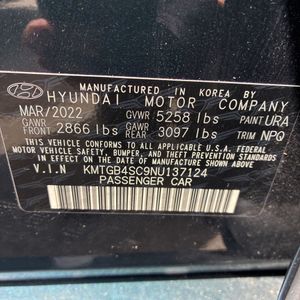 MANUFACTURED IN KOREA BY
HYUNDAI MOTOR COMPANY
MAR/2022 GVWR 5258 lbs PAINT URA
GAWR FRONT 2866 lbs GAWR REAR 3097 lbs TRIM NPQ
THIS VEHICLE CONFORMS TO ALL APPLICABLE U.S.A. FEDERAL
MOTOR VEHICLE SAFETY, BUMPER, AND THEFT PREVENTION STANDARDS
IN EFFECT ON THE DATE OF MANUFACTURE SHOWN ABOVE.
V.I.N KMTGB4SC9NU137124
PASSENGER CAR